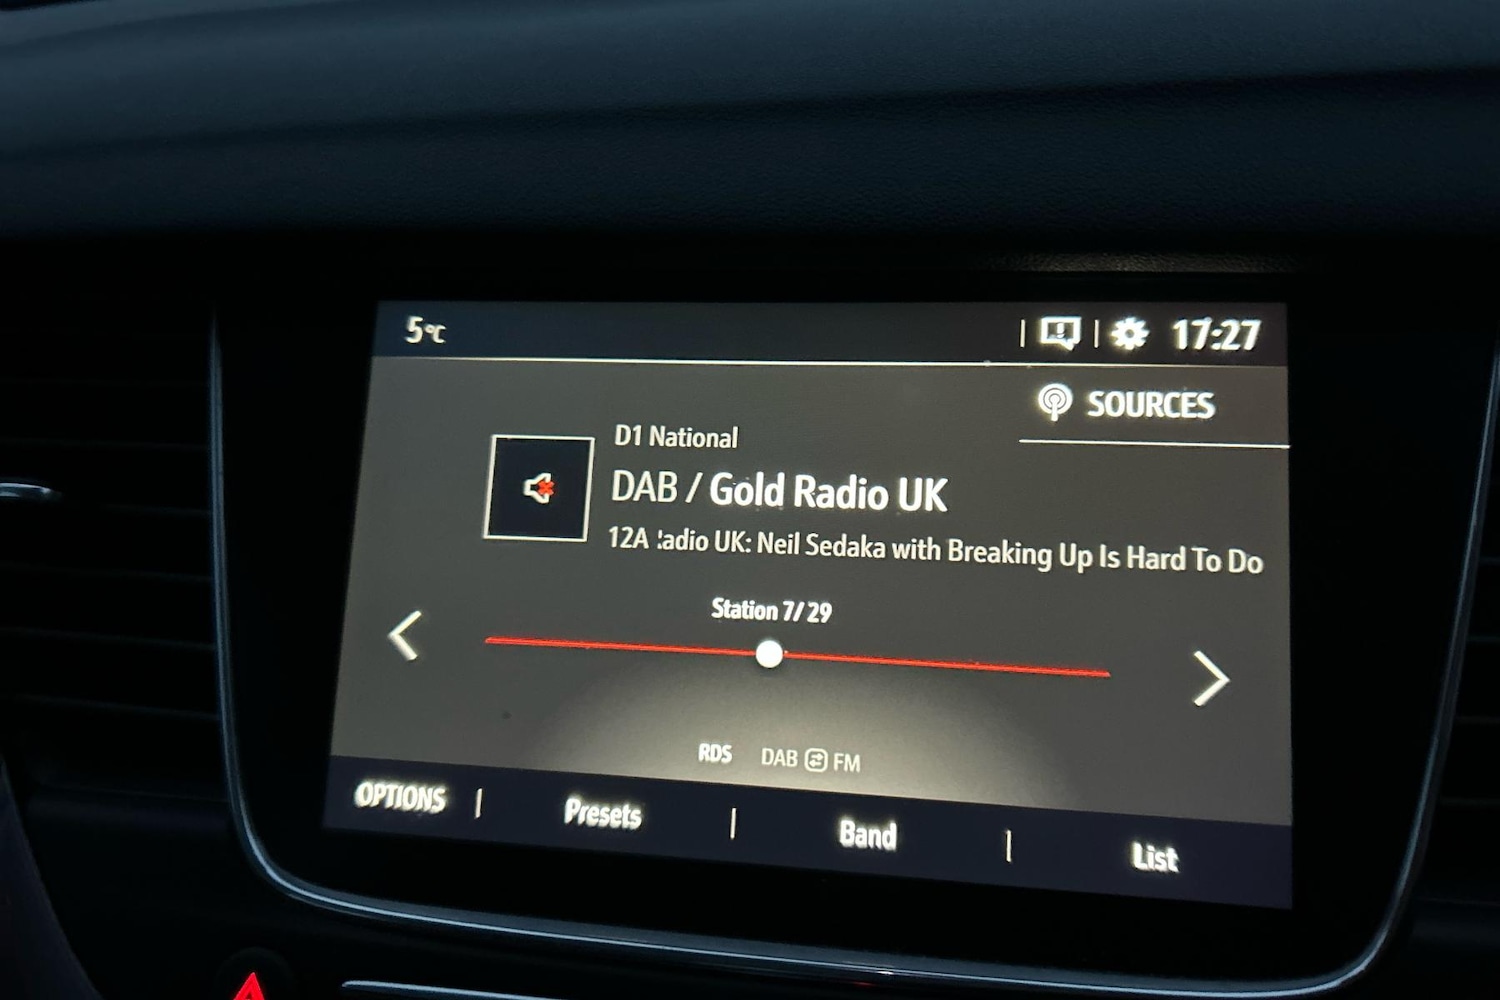 5°C
17:27
SOURCES
D1 National
DAB / Gold Radio UK
12A :adio UK: Neil Sedaka with Breaking Up Is Hard To Do
Station 7/29
RDS DAB FM
OPTIONS | Presets | Band | List